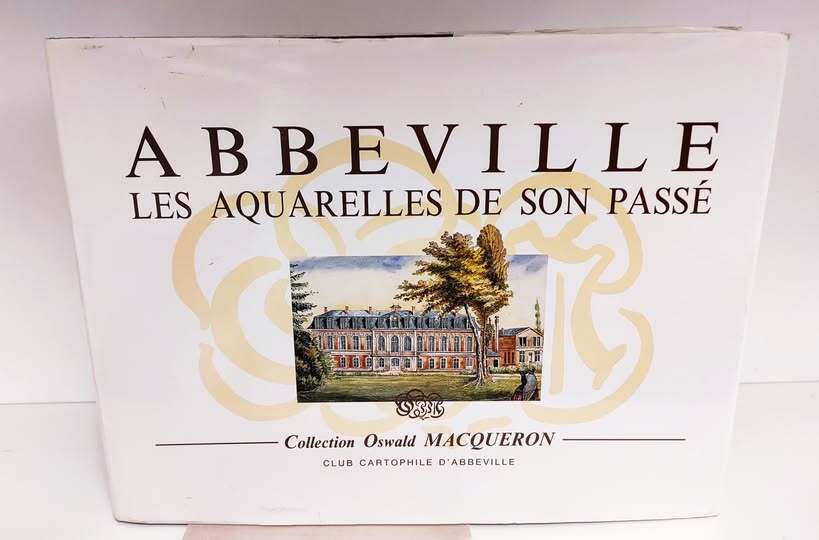 ABBEVILLE
LES AQUARELLES DE SON PASSÉ
Collection Oswald MACQUERON
CLUB CARTOPHILE D'ABBEVILLE